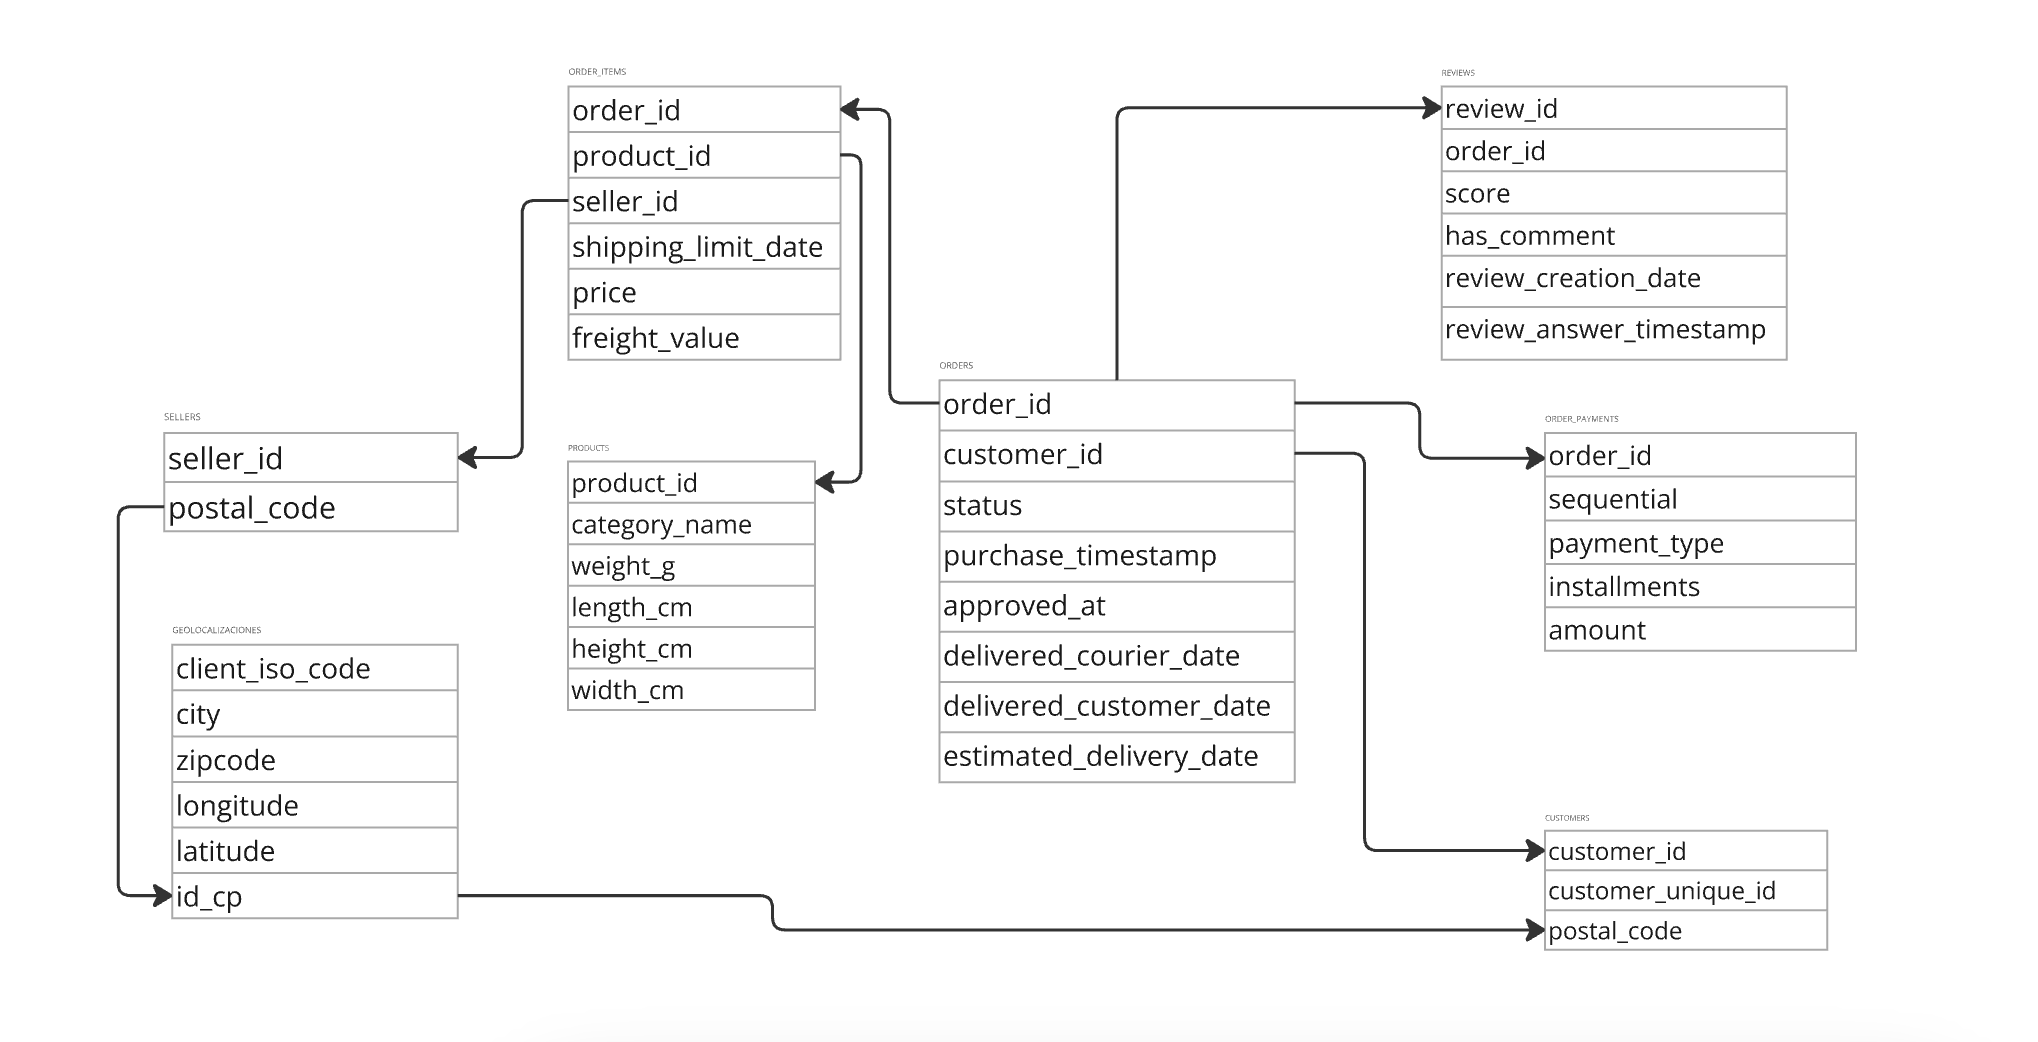 ORDER_ITEMS
order_id
product_id
seller_id
shipping_limit_date
price
freight_value
REVIEWS
review_id
order_id
score
has_comment
review_creation_date
review_answer_timestamp
ORDERS
order_id
customer_id
status
purchase_timestamp
approved_at
delivered_courier_date
delivered_customer_date
estimated_delivery_date
SELLERS
seller_id
postal_code
PRODUCTS
product_id
category_name
weight_g
length_cm
height_cm
width_cm
ORDER_PAYMENTS
order_id
sequential
payment_type
installments
amount
GEOLOCALIZACIONES
client_iso_code
city
zipcode
longitude
latitude
id_cp
CUSTOMERS
customer_id
customer_unique_id
postal_code